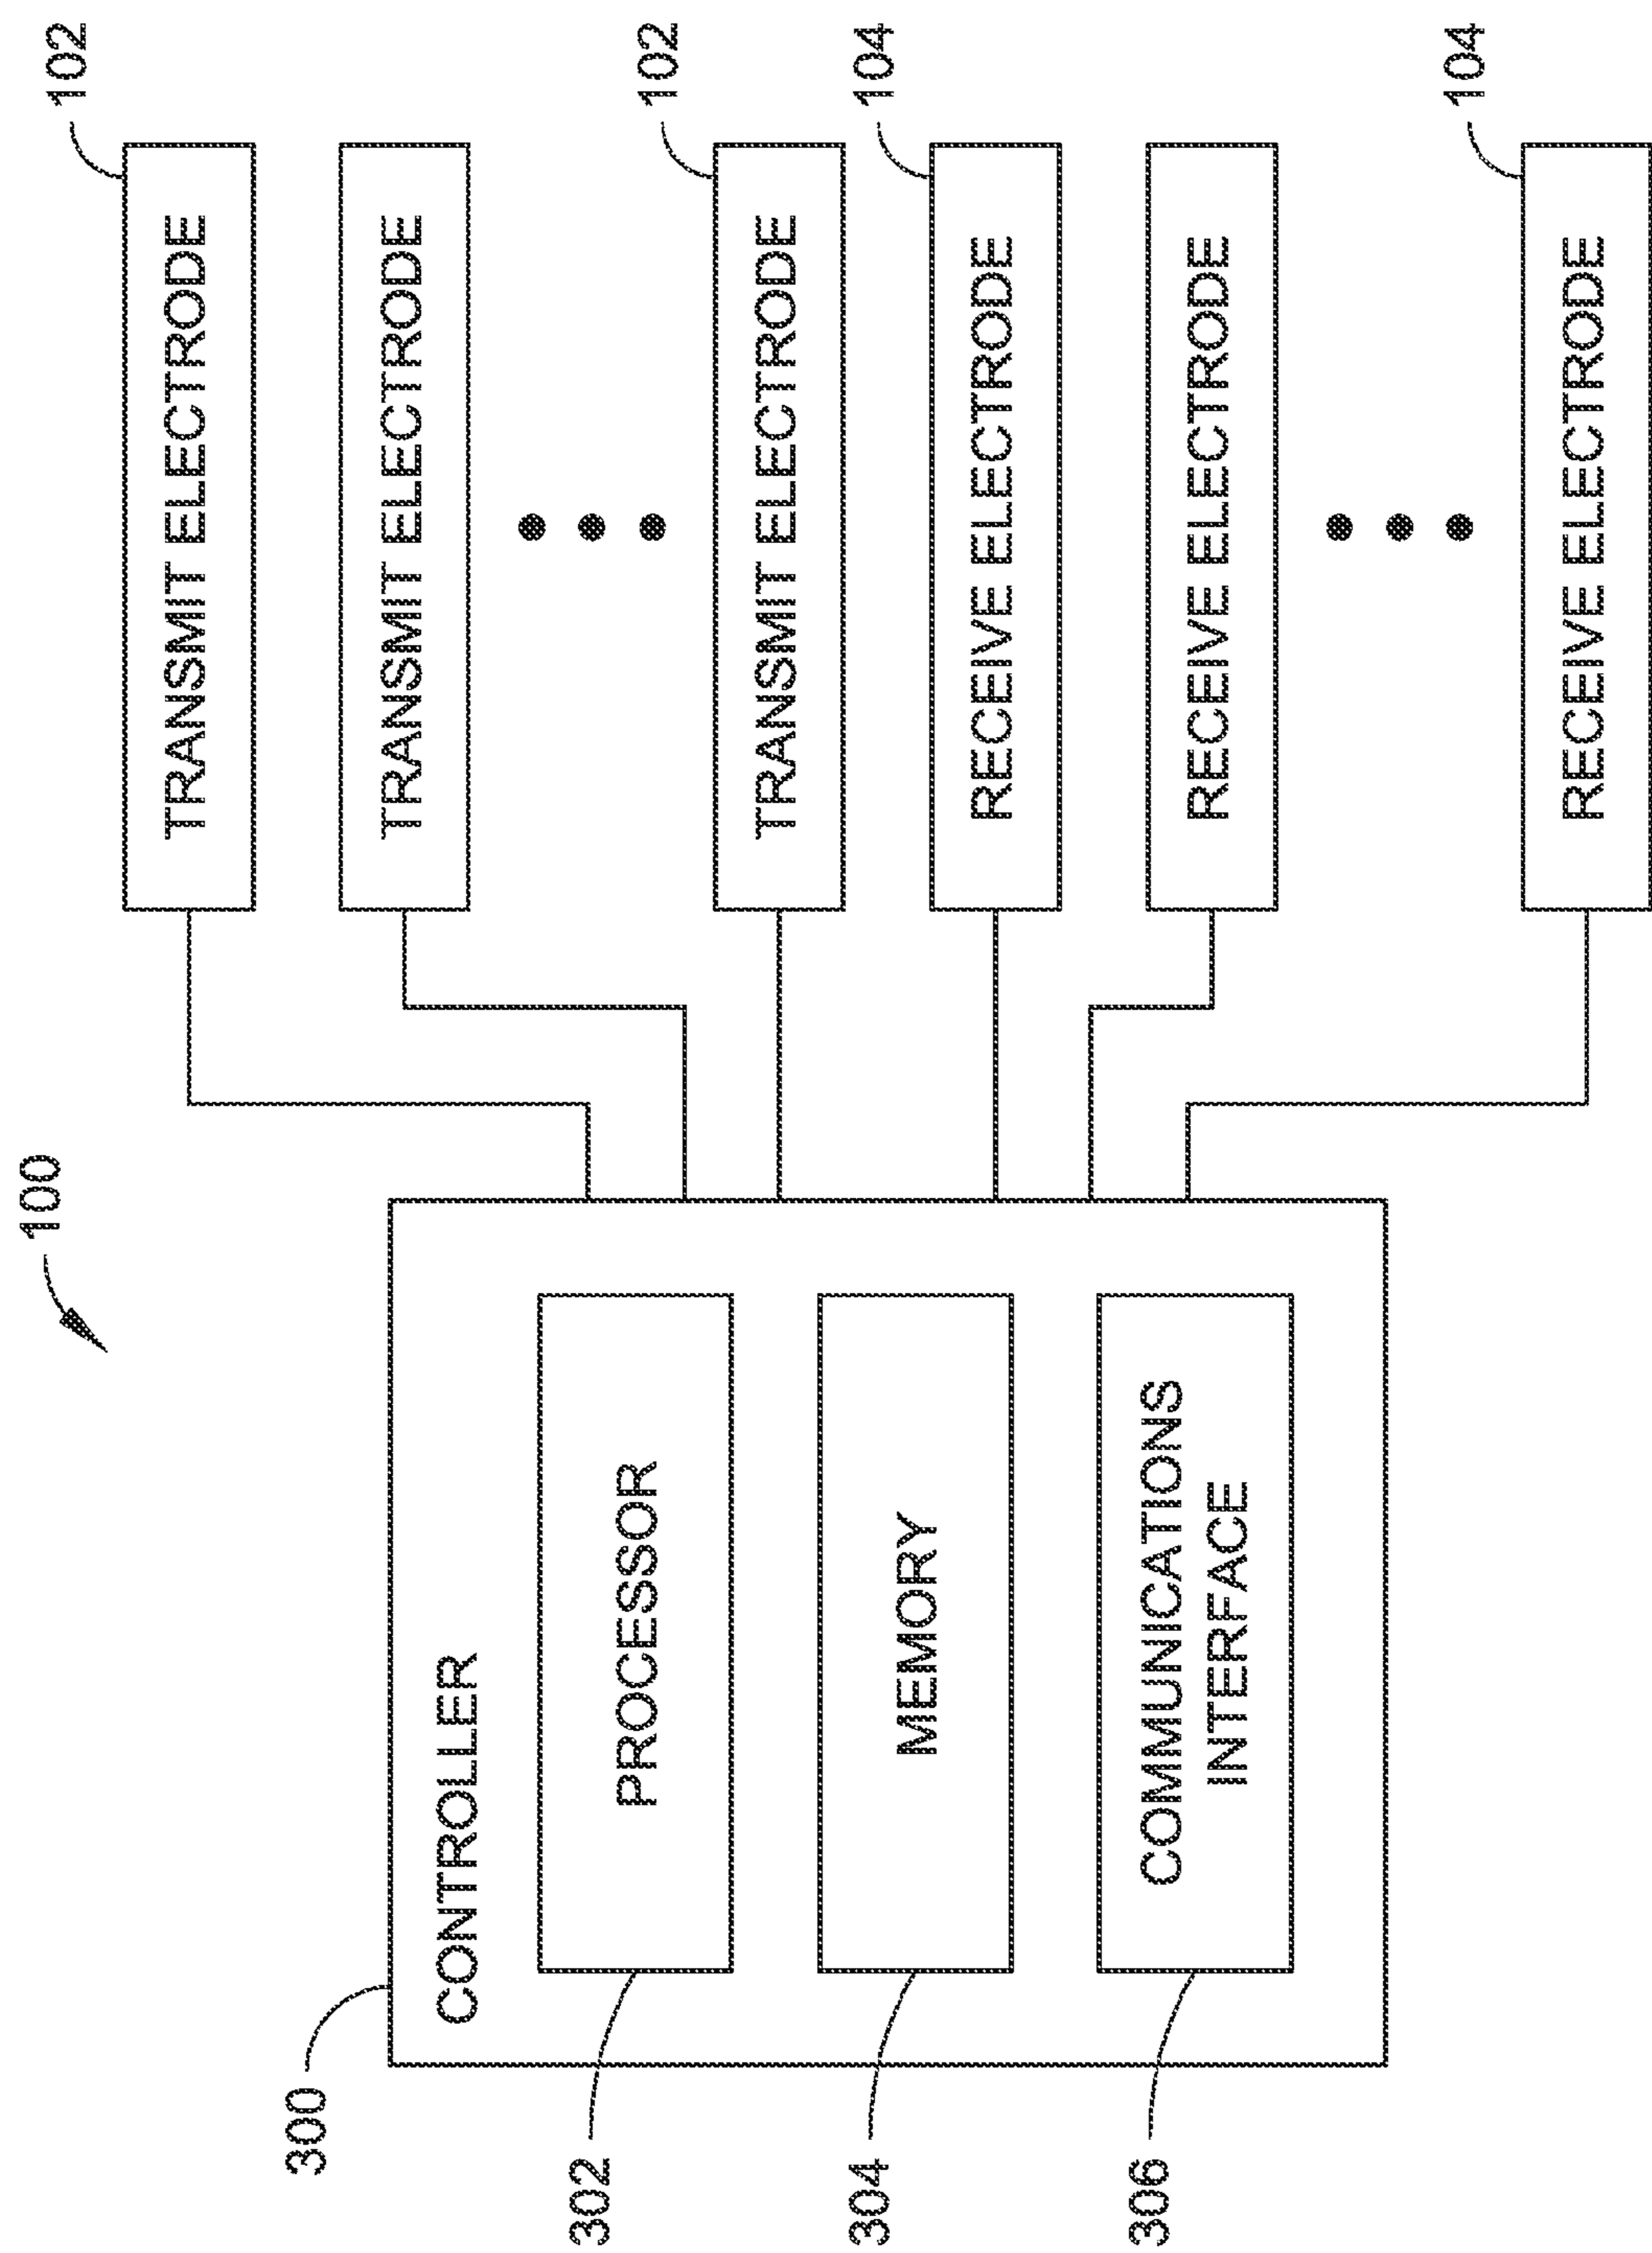 100
300
CONTROLLER
302
PROCESSOR
304
MEMORY
306
COMMUNICATIONS
INTERFACE
102
TRANSMIT ELECTRODE
TRANSMIT ELECTRODE
102
TRANSMIT ELECTRODE
104
RECEIVE ELECTRODE
RECEIVE ELECTRODE
104
RECEIVE ELECTRODE